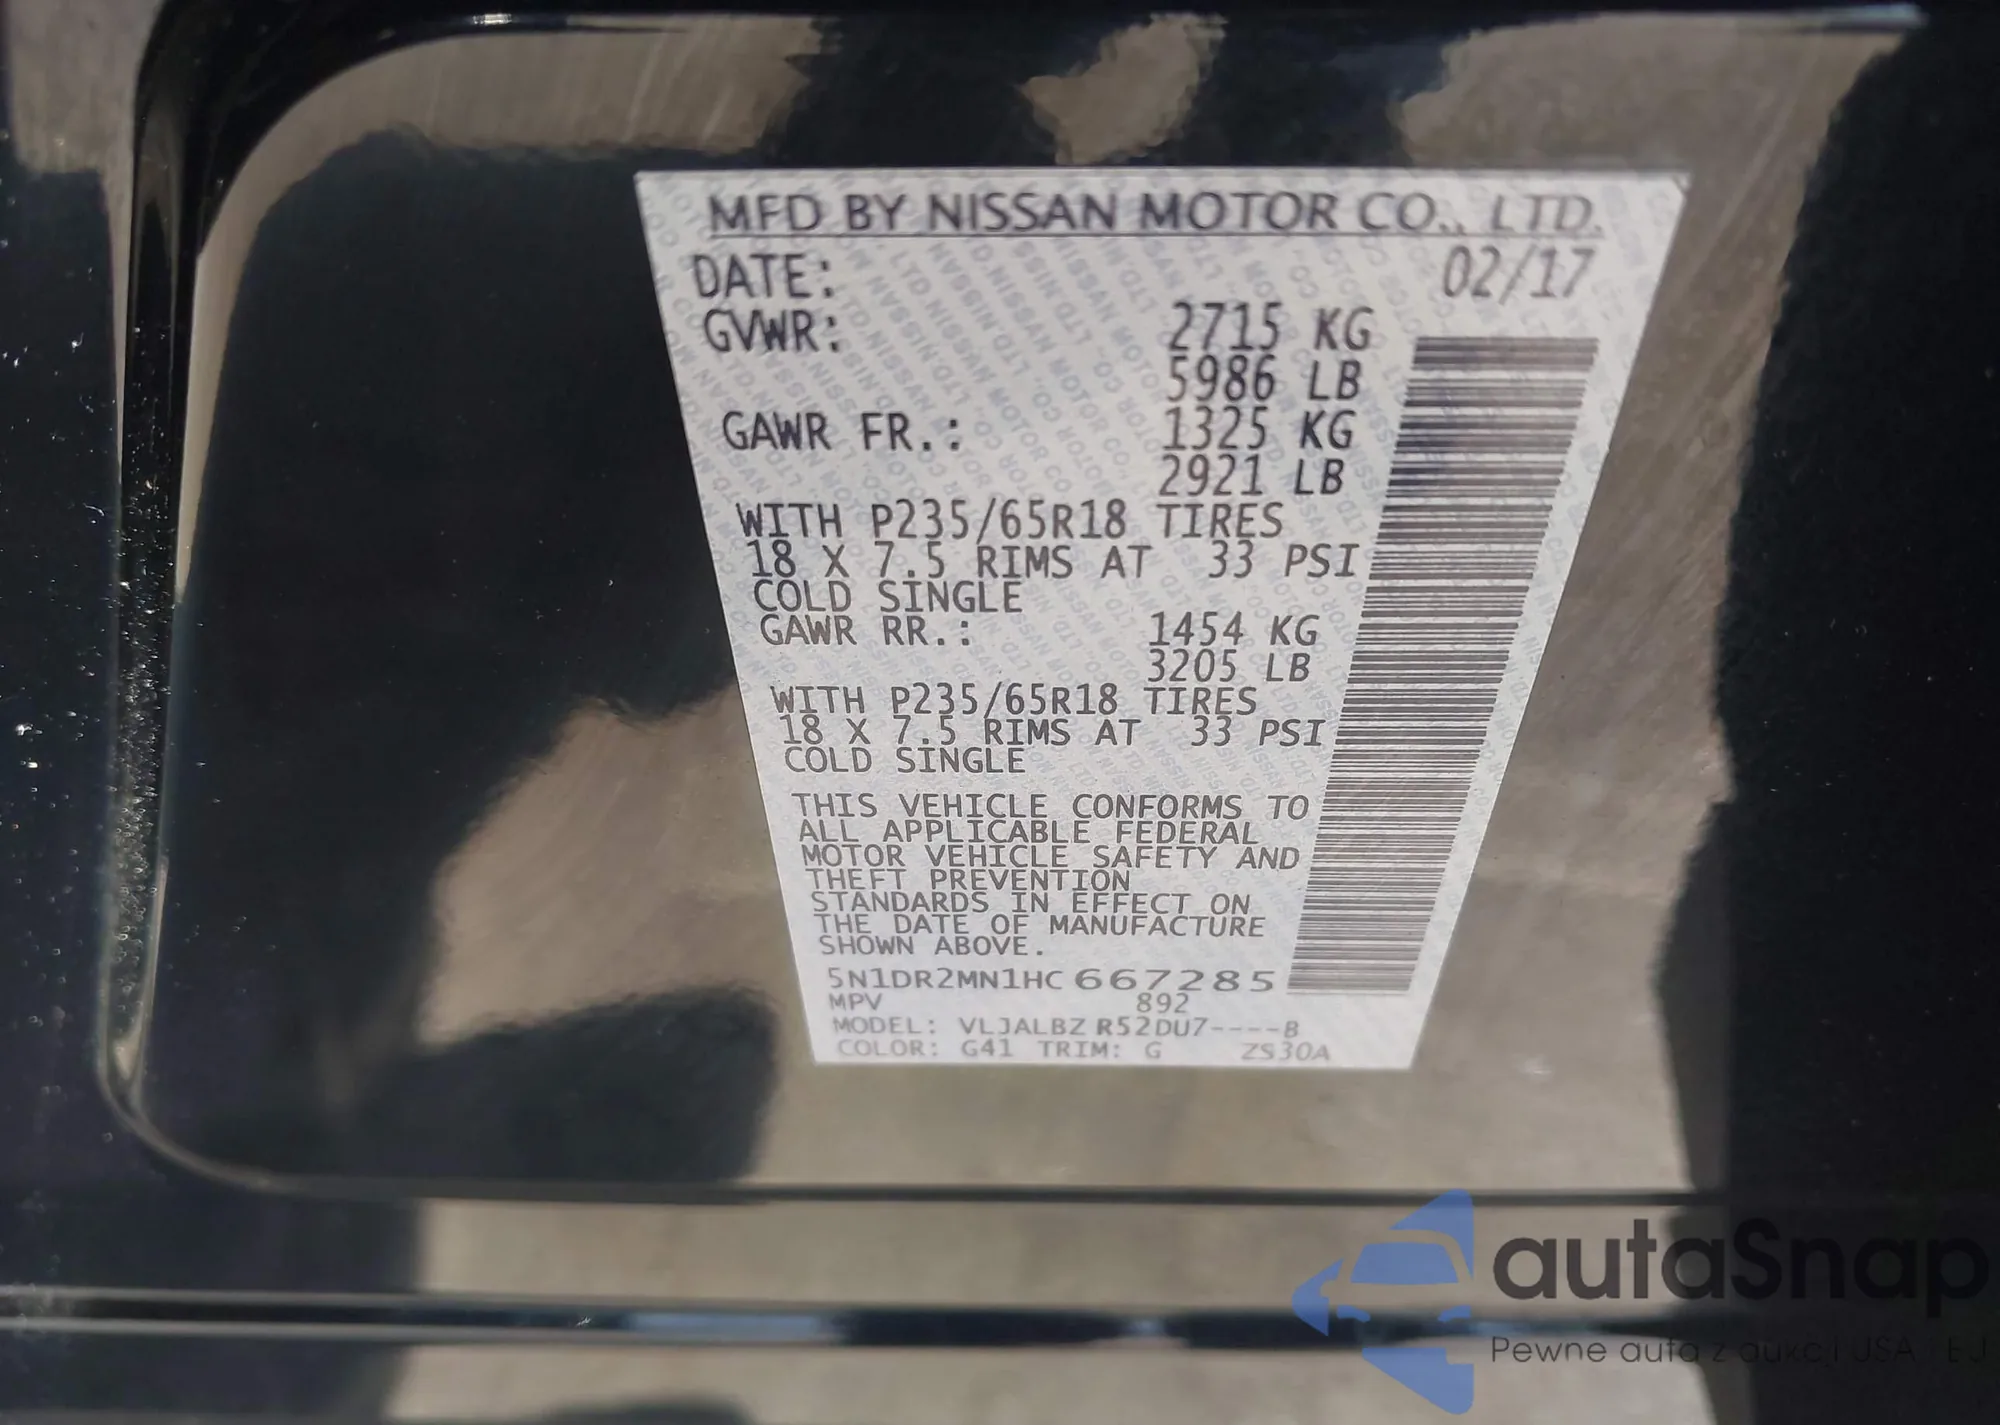 MFD BY NISSAN MOTOR CO., LTD.
DATE: 02/17
GVWR: 2715 KG
5986 LB
GAWR FR.: 1325 KG
2921 LB
WITH P235/65R18 TIRES
18 X 7.5 RIMS AT 33 PSI
COLD SINGLE
GAWR RR.: 1454 KG
3205 LB
WITH P235/65R18 TIRES
18 X 7.5 RIMS AT 33 PSI
COLD SINGLE
THIS VEHICLE CONFORMS TO
ALL APPLICABLE FEDERAL
MOTOR VEHICLE SAFETY AND
THEFT PREVENTION
STANDARDS IN EFFECT ON
THE DATE OF MANUFACTURE
SHOWN ABOVE.
5N1DR2MN1HC667285
MPV 892
MODEL: VLJALBZ R52DU7----B
COLOR: G41 TRIM: G ZS30A
autaSnap
Pewne auta z aukcji USA